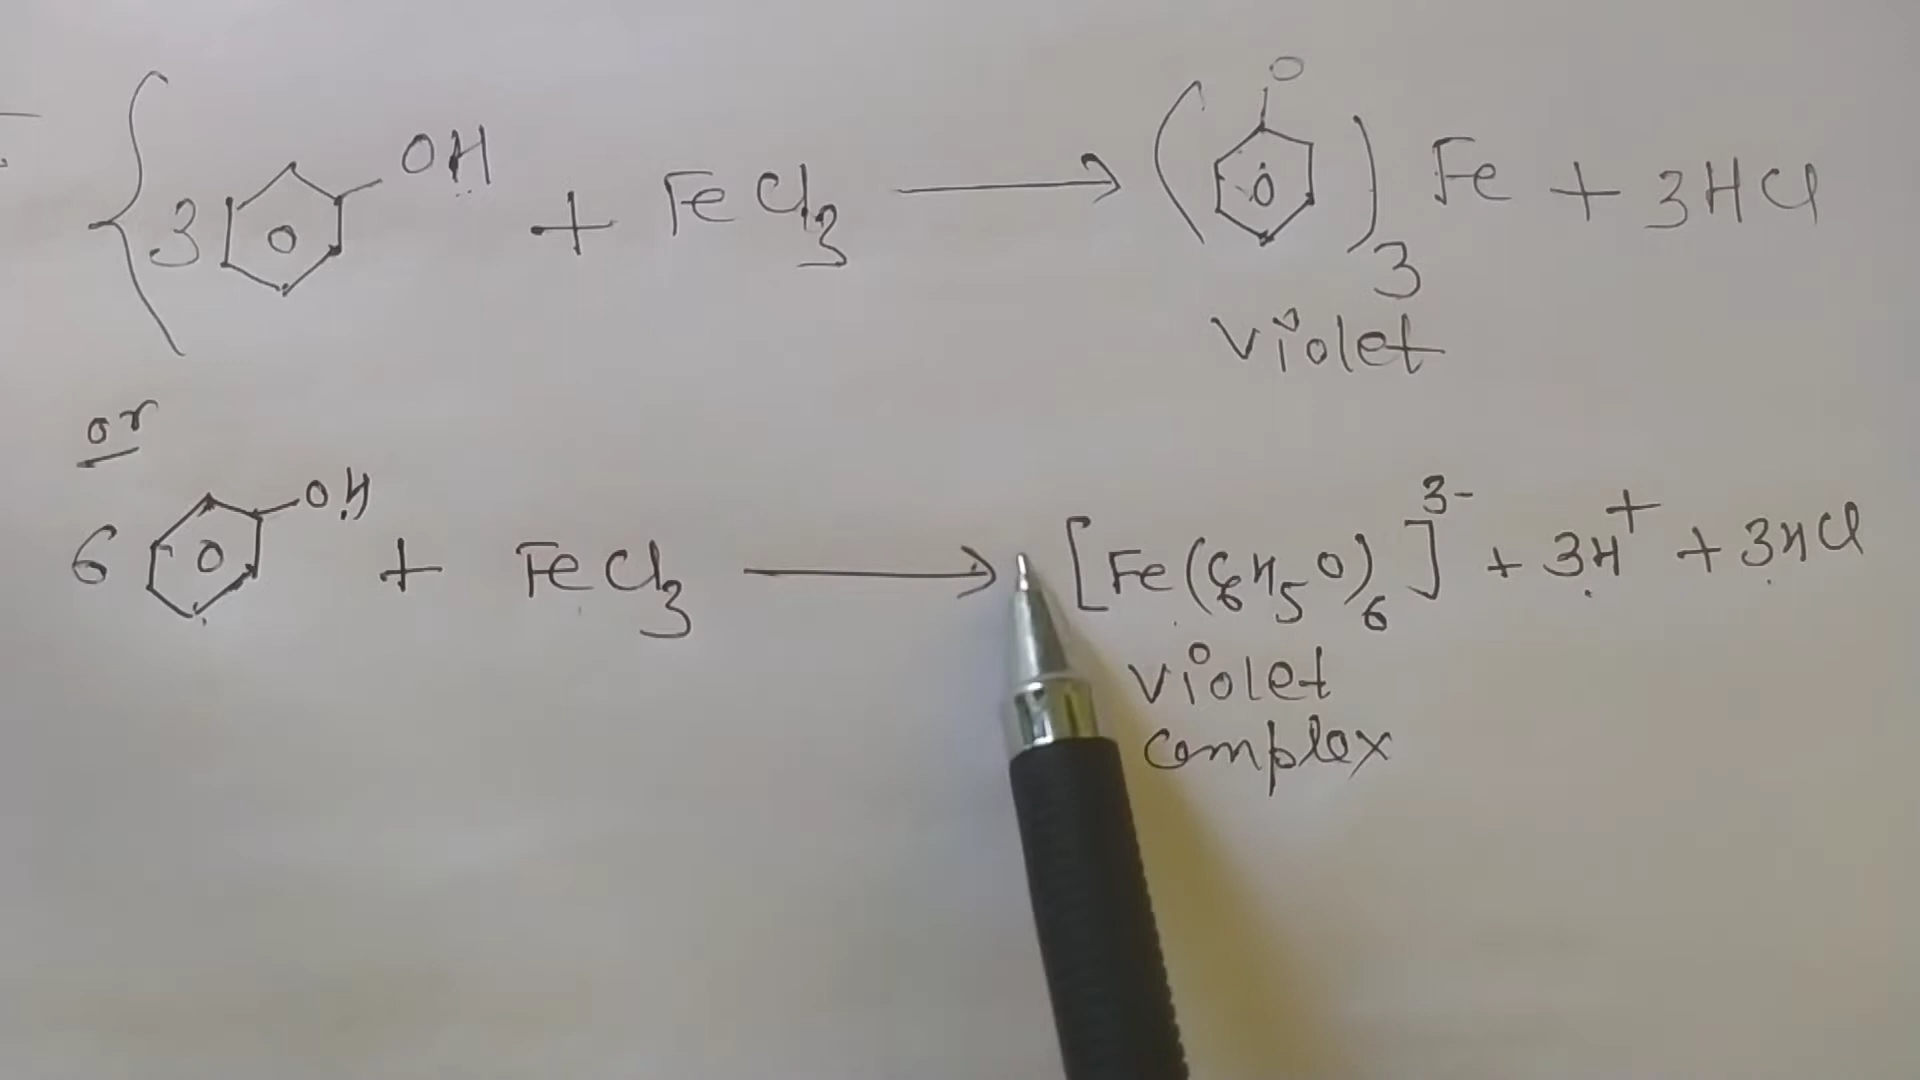 3 OH + FeCl3 → ( O )3 Fe + 3HCl
violet
or
6 OH + FeCl3 → [Fe(C6H5O)6]3- + 3H+ + 3HCl
violet
complex